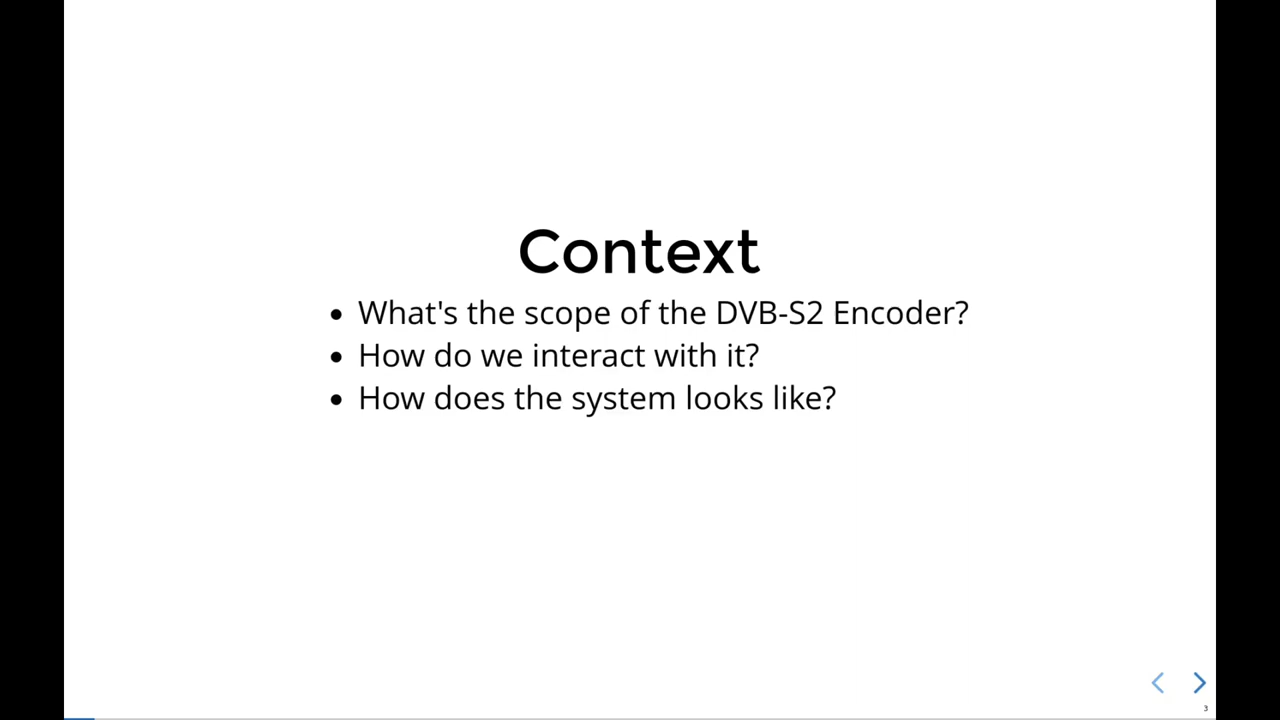 Context
• What's the scope of the DVB-S2 Encoder?
• How do we interact with it?
• How does the system looks like?
3